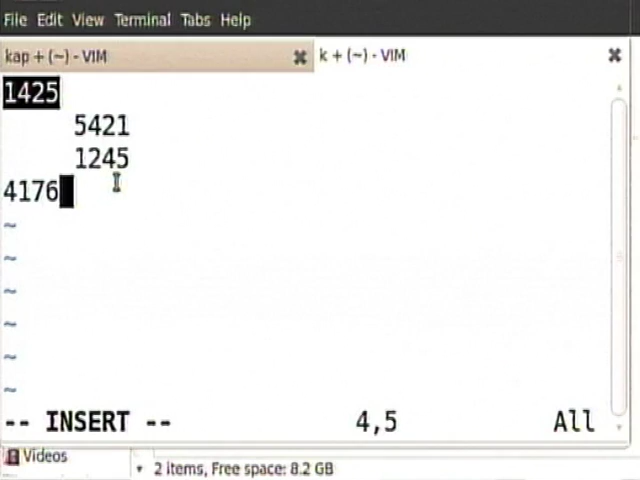 File Edit View Terminal Tabs Help
kap + (~) - VIM
k + (~) - VIM
1425
5421
1245
4176
~
~
~
~
~
~
-- INSERT -- 4,5 All
Videos
2 items, Free space: 8.2 GB